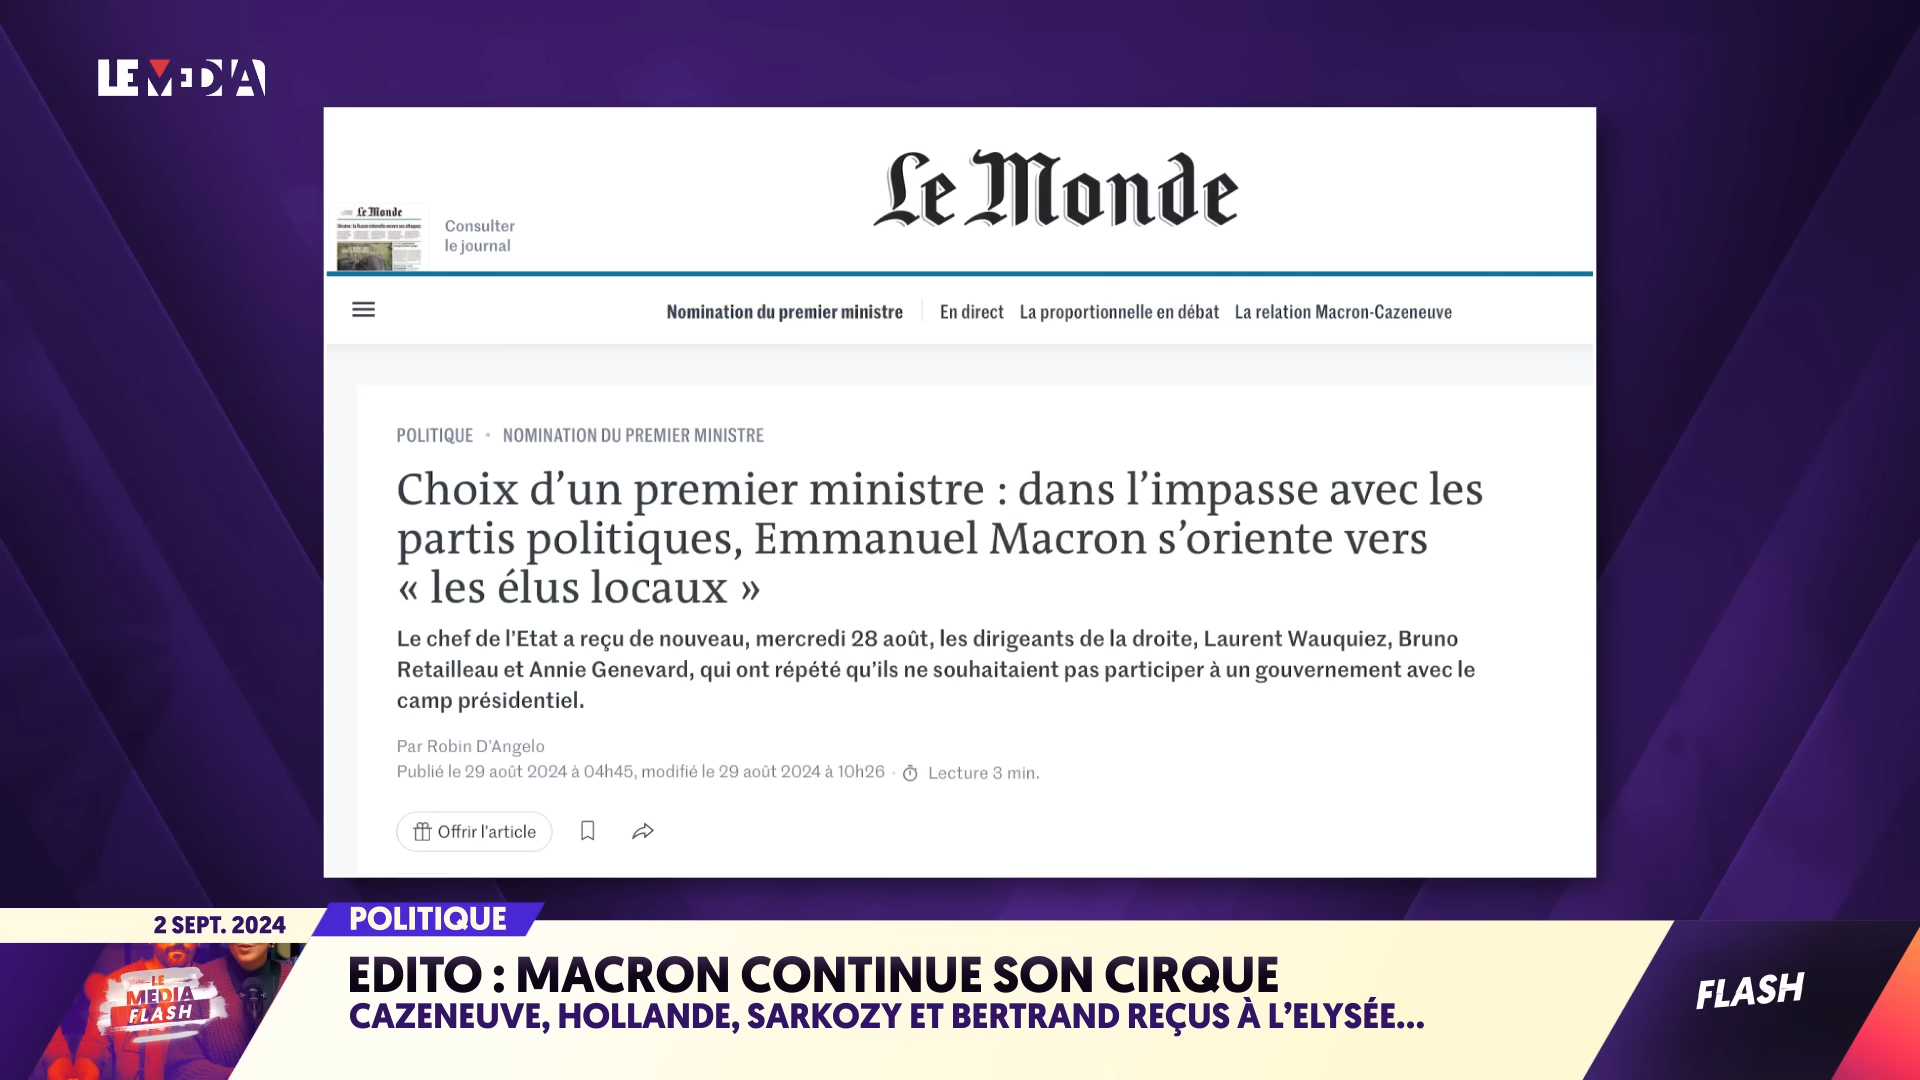 LE MEDIA
Le Monde
Le Monde
Consulter
le journal
Nomination du premier ministre
En direct
La proportionnelle en débat
La relation Macron-Cazeneuve
POLITIQUE • NOMINATION DU PREMIER MINISTRE
Choix d’un premier ministre : dans l’impasse avec les
partis politiques, Emmanuel Macron s’oriente vers
« les élus locaux »
Le chef de l’Etat a reçu de nouveau, mercredi 28 août, les dirigeants de la droite, Laurent Wauquiez, Bruno
Retailleau et Annie Genevard, qui ont répété qu’ils ne souhaitaient pas participer à un gouvernement avec le
camp présidentiel.
Par Robin D’Angelo
Publié le 29 août 2024 à 04h45, modifié le 29 août 2024 à 10h26 · Lecture 3 min.
Offrir l’article
2 SEPT. 2024
POLITIQUE
LE
MEDIA
FLASH
EDITO : MACRON CONTINUE SON CIRQUE
CAZENEUVE, HOLLANDE, SARKOZY ET BERTRAND REÇUS À L’ELYSÉE...
FLASH